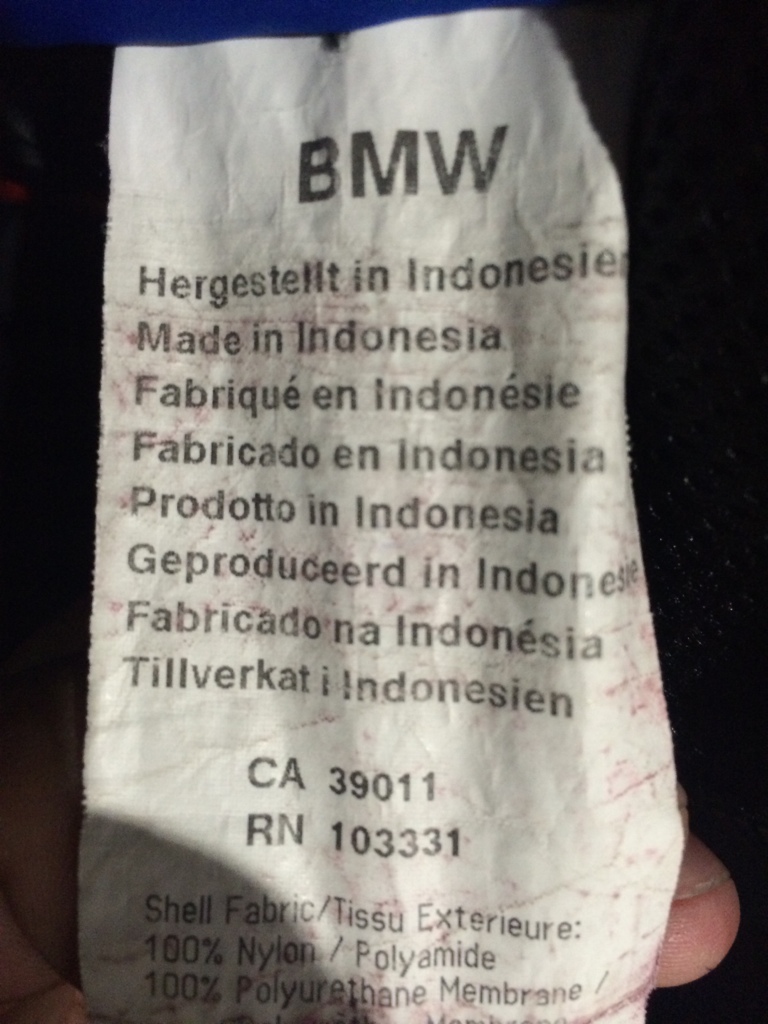 BMW
Hergestellt in Indonesien
Made in Indonesia
Fabriqué en Indonésie
Fabricado en Indonesia
Prodotto in Indonesia
Geproduceerd in Indonesie
Fabricado na Indonésia
Tillverkat i Indonesien
CA 39011
RN 103331
Shell Fabric/Tissu Exterieure:
100% Nylon / Polyamide
100% Polyurethane Membrane /